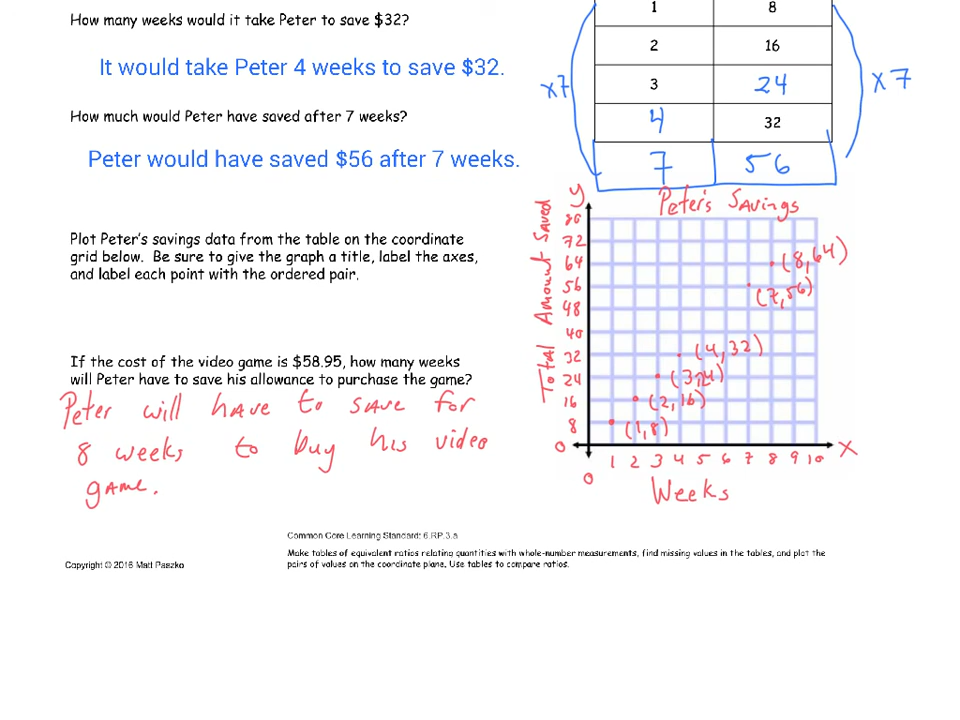 How many weeks would it take Peter to save $32?
It would take Peter 4 weeks to save $32.
How much would Peter have saved after 7 weeks?
Peter would have saved $56 after 7 weeks.
1 8
2 16
3 24
4 32
7 56
x7
x7
Plot Peter's savings data from the table on the coordinate
grid below. Be sure to give the graph a title, label the axes,
and label each point with the ordered pair.
If the cost of the video game is $58.95, how many weeks
will Peter have to save his allowance to purchase the game?
Peter will have to save for
8 weeks to buy his video
game.
Peter's Savings
y
Total Amount Saved
80
72
64
56
48
40
32
24
16
8
0
(8,64)
(7,56)
(4,32)
(3,24)
(2,16)
(1,8)
0 1 2 3 4 5 6 7 8 9 10 X
Weeks
Common Core Learning Standard: 6.RP.3.a
Make tables of equivalent ratios relating quantities with whole-number measurements, find missing values in the tables, and plot the
pairs of values on the coordinate plane. Use tables to compare ratios.
Copyright © 2016 Matt Paszko